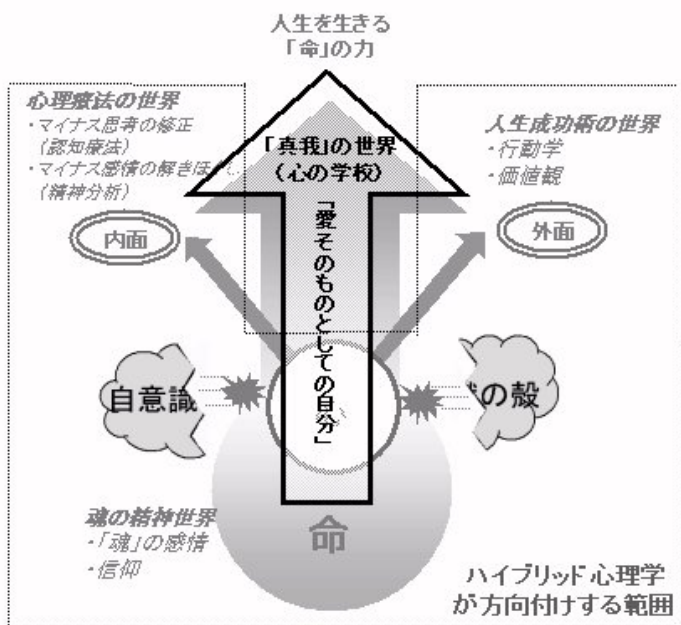 人生を生きる
「命」の力
心理療法の世界
・マイナス思考の修正
(認知療法)
・マイナス感情の解きほぐ
(精神分析)
「真我」の世界
(心の学校)
人生成功術の世界
・行動学
・価値観
内面
外面
「愛そのものとしての自分」
自意識
の殻
魂の精神世界
・「魂」の感情
・信仰
命
ハイブリッド心理学
が方向付けする範囲